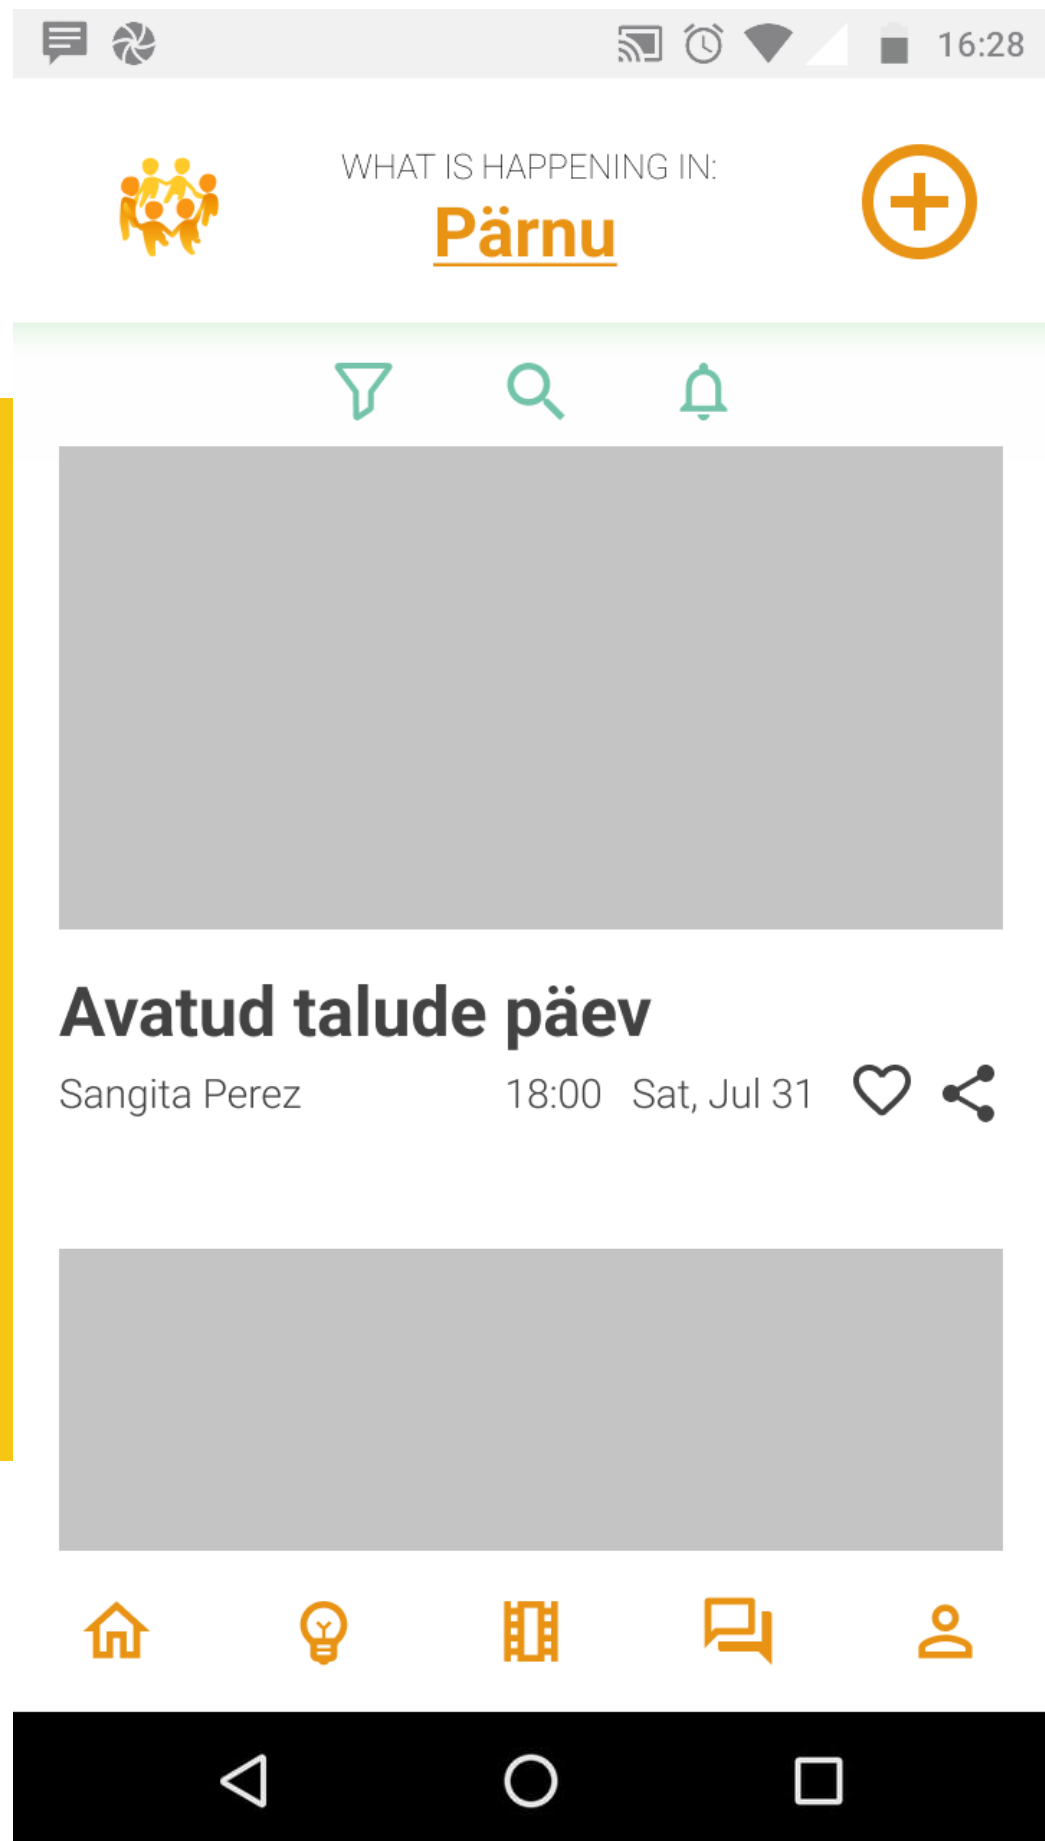 16:28
WHAT IS HAPPENING IN:
Pärnu
Avatud talude päev
Sangita Perez 18:00 Sat, Jul 31